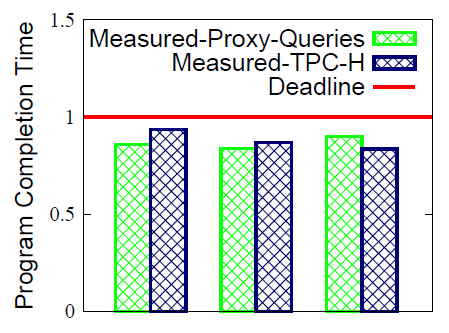 1.5
Measured-Proxy-Queries
Measured-TPC-H
Deadline
1
0.5
0
Program Completion Time